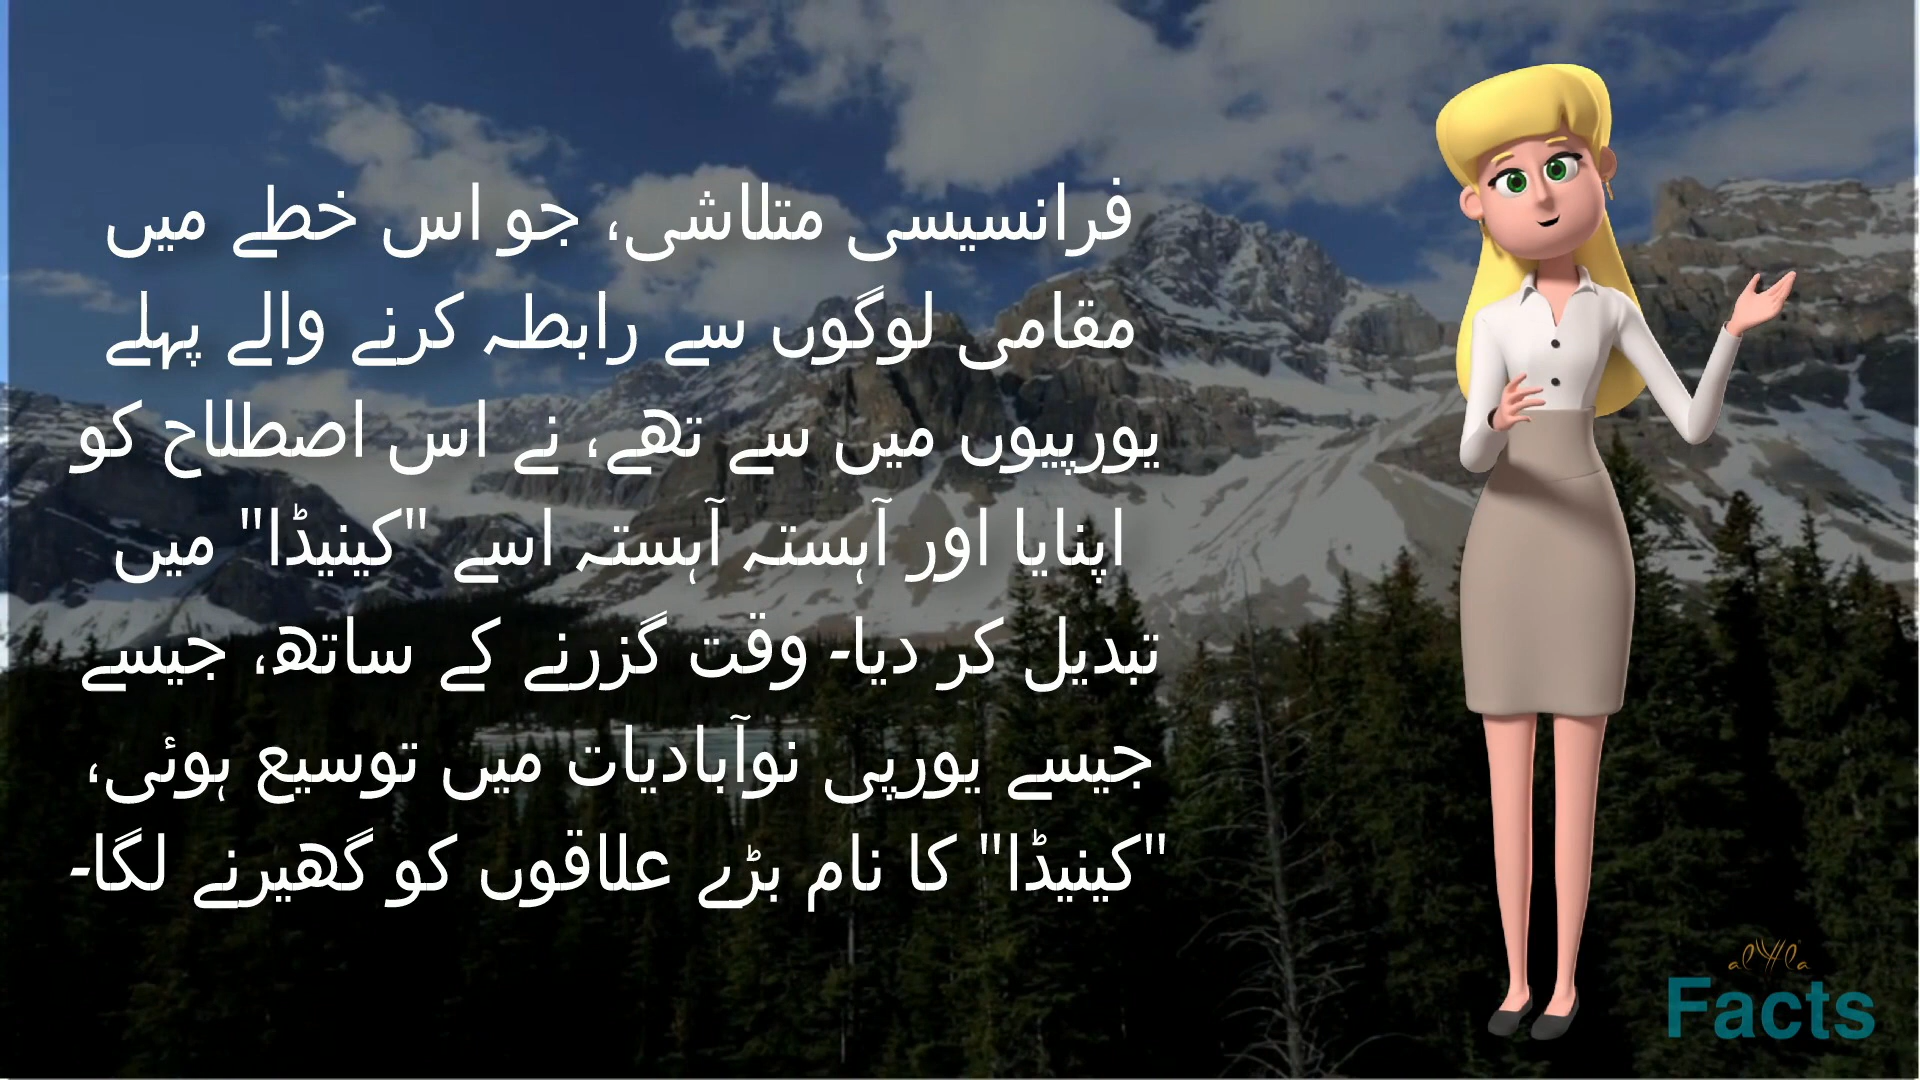 فرانسیسی متلاشی، جو اس خطے میں
مقامی لوگوں سے رابطہ کرنے والے پہلے
یورپیوں میں سے تھے، نے اس اصطلاح کو
اپنایا اور آہستہ آہستہ اسے "کینیڈا" میں
تبدیل کر دیا۔ وقت گزرنے کے ساتھ، جیسے
جیسے یورپی نوآبادیات میں توسیع ہوئی،
"کینیڈا" کا نام بڑے علاقوں کو گھیرنے لگا۔
Facts